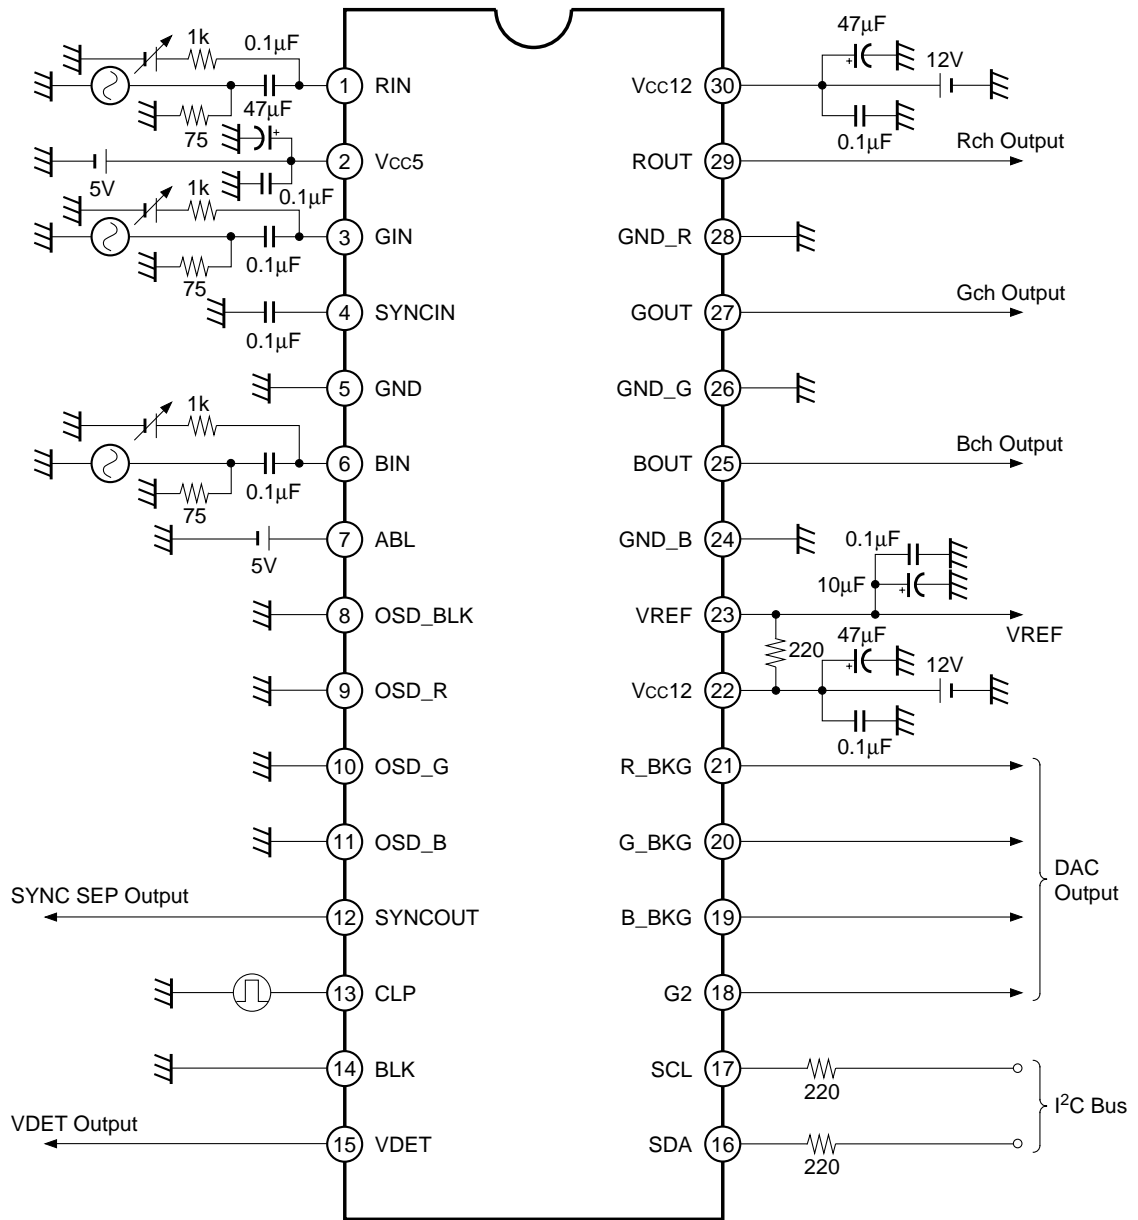 1k
0.1µF
1
RIN
75
47µF
+
2
Vcc5
5V
0.1µF
1k
3
GIN
75
0.1µF
4
SYNCIN
0.1µF
5
GND
1k
6
BIN
0.1µF
75
7
ABL
5V
8
OSD_BLK
9
OSD_R
10
OSD_G
11
OSD_B
SYNC SEP Output
12
SYNCOUT
13
CLP
14
BLK
VDET Output
15
VDET
47µF
+
12V
Vcc12
30
0.1µF
Rch Output
ROUT
29
GND_R
28
Gch Output
GOUT
27
GND_G
26
Bch Output
BOUT
25
GND_B
24
0.1µF
10µF
+
VREF
23
VREF
220
47µF
+
12V
Vcc12
22
0.1µF
R_BKG
21
G_BKG
20
DAC
Output
B_BKG
19
G2
18
SCL
17
220
I²C Bus
SDA
16
220